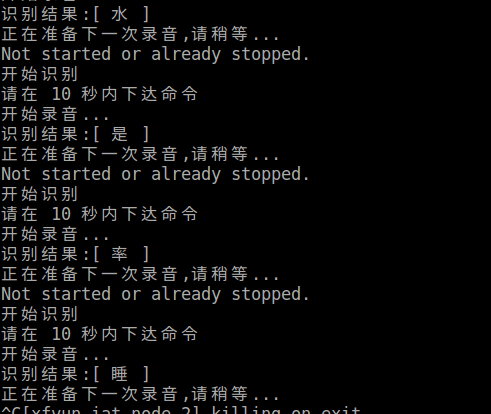 识别结果:[ 水 ]
正在准备下一次录音,请稍等...
Not started or already stopped.
开始识别
请在 10 秒内下达命令
开始录音...
识别结果:[ 是 ]
正在准备下一次录音,请稍等...
Not started or already stopped.
开始识别
请在 10 秒内下达命令
开始录音...
识别结果:[ 率 ]
正在准备下一次录音,请稍等...
Not started or already stopped.
开始识别
请在 10 秒内下达命令
开始录音...
识别结果:[ 睡 ]
正在准备下一次录音,请稍等...
^C[xfyun_iat_node-2] killing on exit